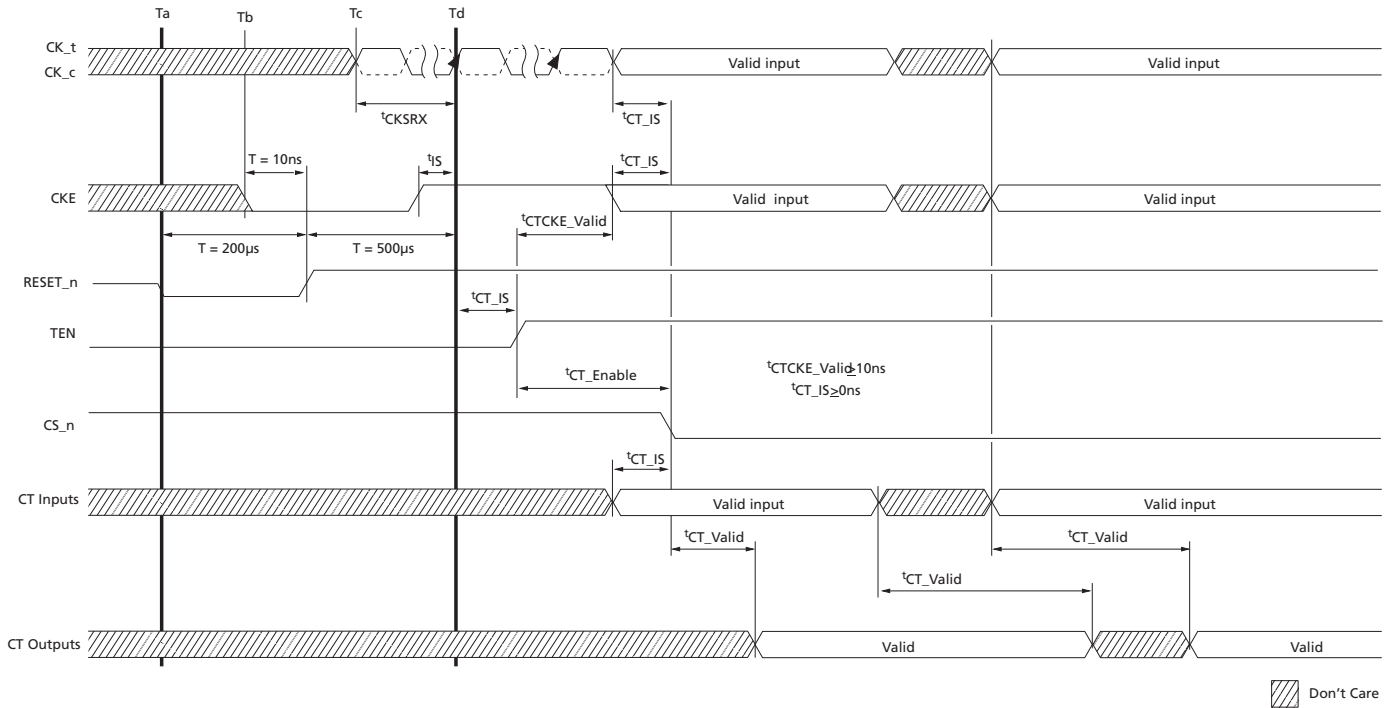 Ta
Tb
Tc
Td
CK_t
CK_c
Valid input
Valid input
tCKSRX
tCT_IS
T = 10ns
tIS
tCT_IS
CKE
Valid input
Valid input
tCTCKE_Valid
T = 200µs
T = 500µs
RESET_n
tCT_IS
TEN
tCT_Enable
tCTCKE_Valid≥10ns
tCT_IS≥0ns
CS_n
tCT_IS
CT Inputs
Valid input
Valid input
tCT_Valid
tCT_Valid
tCT_Valid
CT Outputs
Valid
Valid
Don't Care